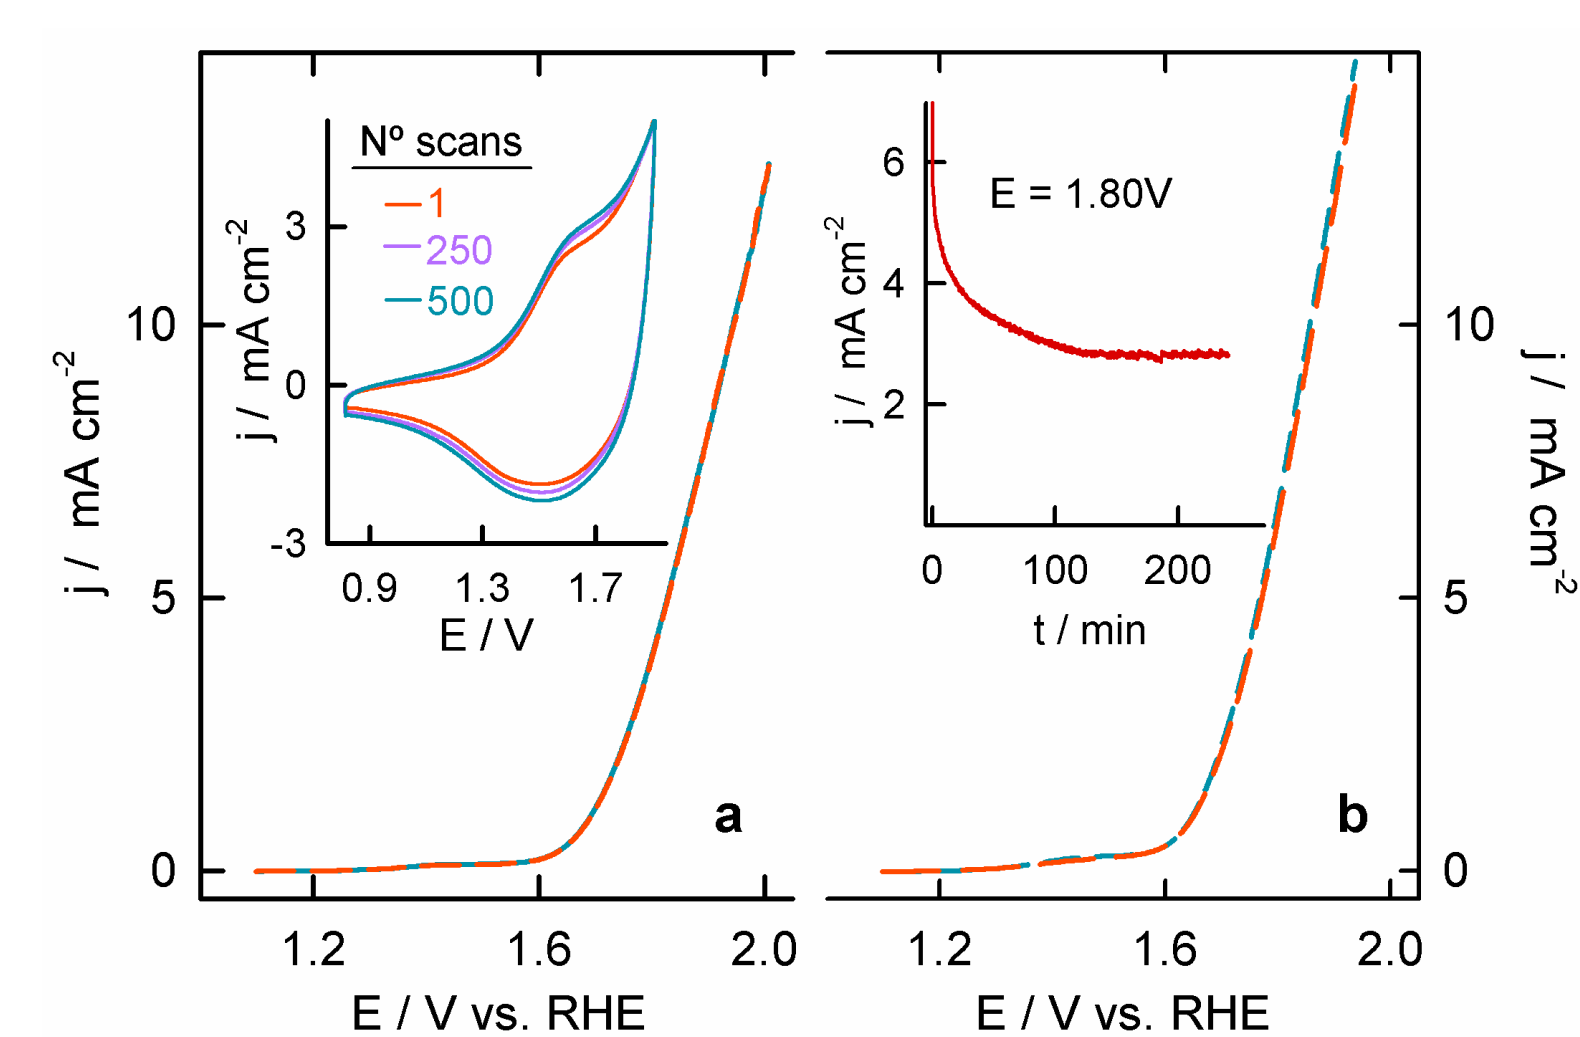 Nº scans
1
250
500
3
0
-3
j / mA cm-2
0.9 1.3 1.7
E / V
10
5
0
j / mA cm-2
a
1.2 1.6 2.0
E / V vs. RHE
E = 1.80V
6
4
2
j / mA cm-2
0 100 200
t / min
10
5
0
j / mA cm-2
b
1.2 1.6 2.0
E / V vs. RHE